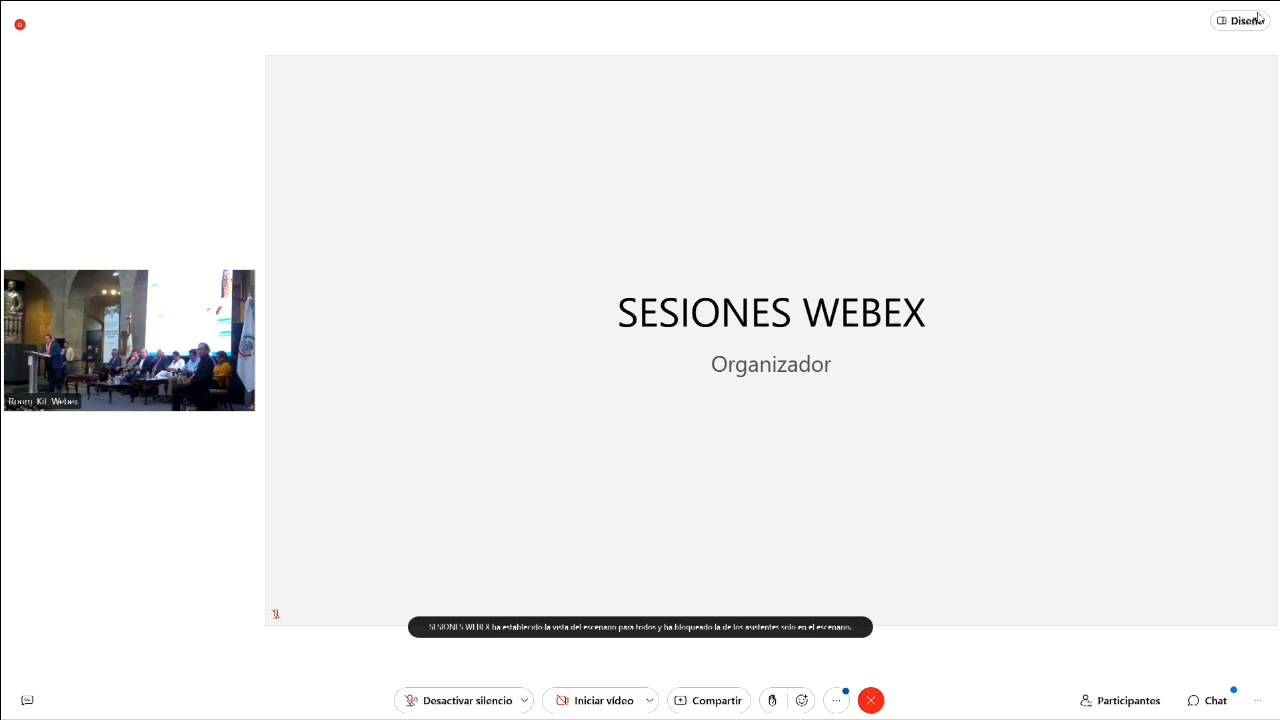 Diseño
SESIONES WEBEX
Organizador
Room Kit Webex
SESIONES WEBEX ha establecido la vista del escenario para todos y ha bloqueado la de los asistentes solo en el escenario.
Desactivar silencio
Iniciar vídeo
Compartir
Participantes
Chat